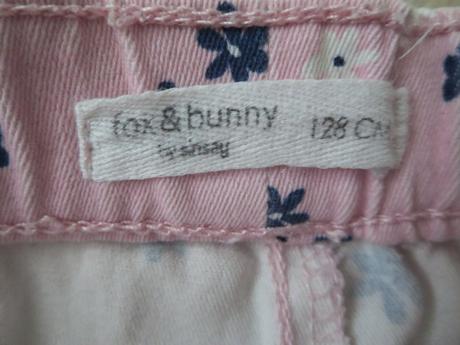 fox & bunny 128 CM
by sinsay